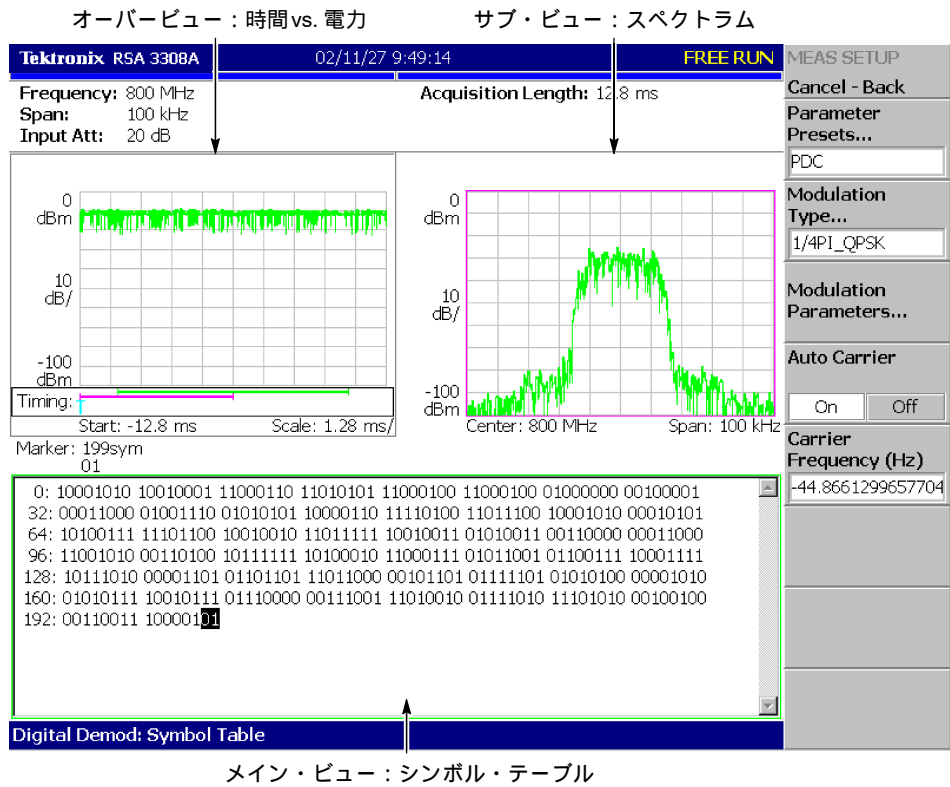 オーバービュー：時間 vs. 電力
サブ・ビュー：スペクトラム
Tektronix RSA 3308A
02/11/27 9:49:14
FREE RUN
Frequency: 800 MHz
Span: 100 kHz
Input Att: 20 dB
Acquisition Length: 12.8 ms
0
dBm
10
dB/
-100
dBm
Timing:
Start: -12.8 ms
Scale: 1.28 ms/
0
dBm
10
dB/
-100
dBm
Center: 800 MHz
Span: 100 kHz
Marker: 199sym
01
0: 10001010 10010001 11000110 11010101 11000100 11000100 01000000 00100001
32: 00011000 01001110 01010101 10000110 11110100 11011100 10001010 00010101
64: 10100111 11101100 10010010 11011111 10010011 01010011 00110000 00011000
96: 11001010 00110100 10111111 10100010 11000111 01011001 01100111 10001111
128: 10111010 00001101 01101101 11011000 00101101 01111101 01010100 00001010
160: 01010111 10010111 01110000 00111001 11010010 01111010 11101010 00100100
192: 00110011 10000101
Digital Demod: Symbol Table
メイン・ビュー：シンボル・テーブル
MEAS SETUP
Cancel - Back
Parameter
Presets...
PDC
Modulation
Type...
1/4PI_QPSK
Modulation
Parameters...
Auto Carrier
On
Off
Carrier
Frequency (Hz)
-44.8661299657704